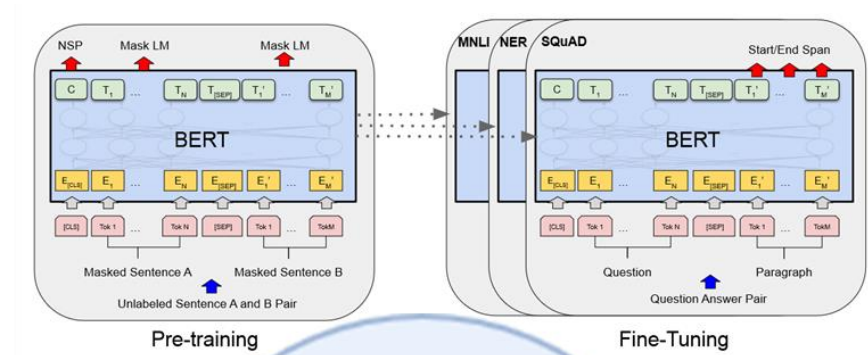 NSP Mask LM Mask LM
C T1 ... TN T[SEP] T1' ... TM'
BERT
E[CLS] E1 ... EN E[SEP] E1' ... EM'
[CLS] Tok 1 ... Tok N [SEP] Tok 1 ... TokM
Masked Sentence A Masked Sentence B
Unlabeled Sentence A and B Pair
Pre-training
MNLI NER SQuAD
Start/End Span
C T1 ... TN T[SEP] T1' ... TM'
BERT
E[CLS] E1 ... EN E[SEP] E1' ... EM'
[CLS] Tok 1 ... Tok N [SEP] Tok 1 ... TokM
Question Paragraph
Question Answer Pair
Fine-Tuning